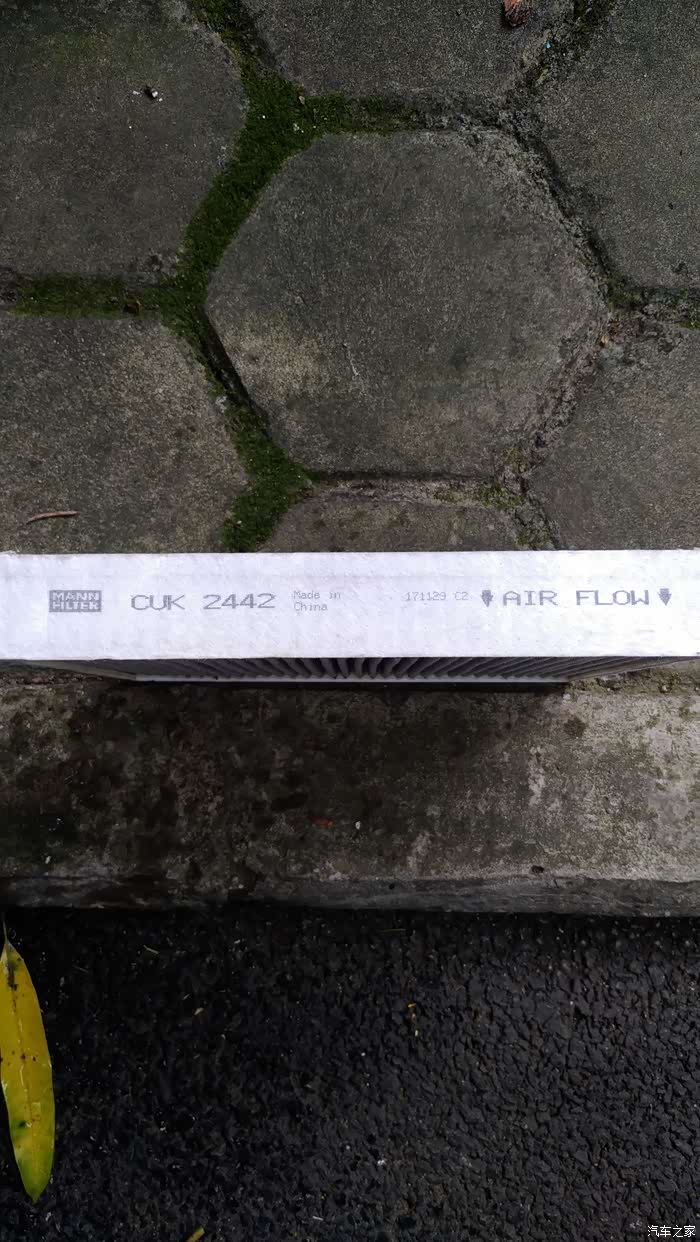 MANN
FILTER
CUK 2442
Made in
China
171129 C2
AIR FLOW
汽车之家